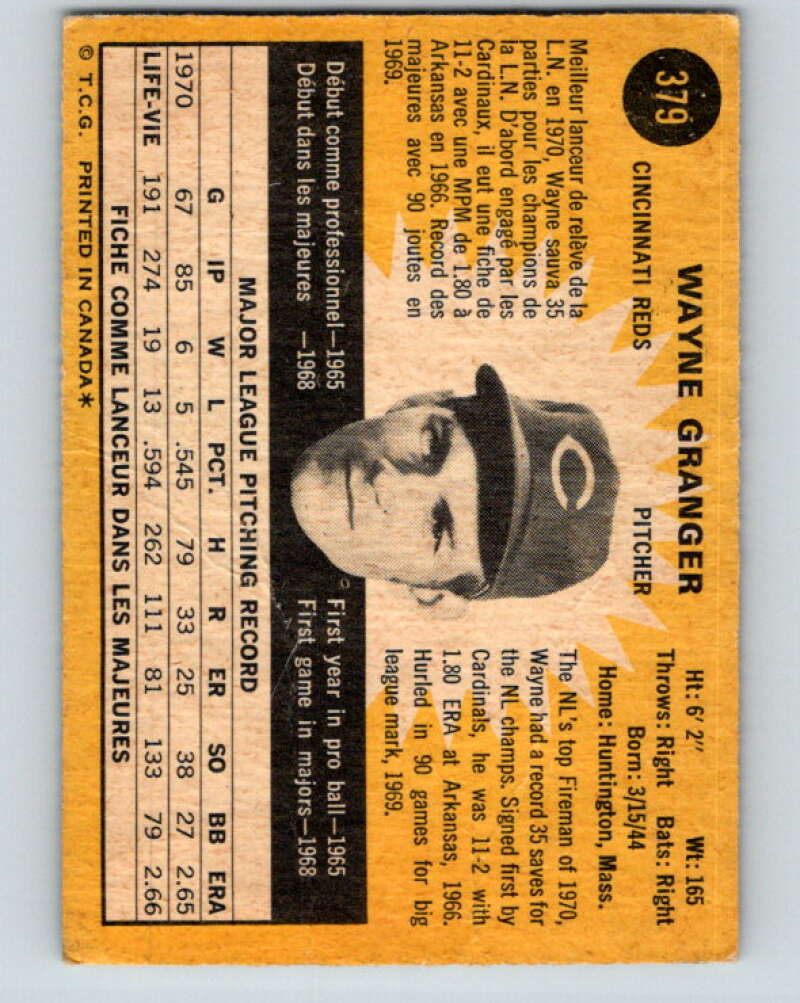 379
WAYNE GRANGER
CINCINNATI REDS PITCHER
Ht: 6' 2" Wt: 165
Throws: Right Bats: Right
Born: 3/15/44
Home: Huntington, Mass.
Meilleur lanceur de relève de la
L.N. en 1970, Wayne sauva 35
parties pour les champions de
la L.N. D'abord engagé par les
Cardinaux, il eut une fiche de
11-2 avec une MPM de 1.80 à
Arkansas en 1966. Record des
majeures avec 90 joutes en
1969.
C
The NL's top Fireman of 1970,
Wayne had a record 35 saves for
the NL champs. Signed first by
Cardinals, he was 11-2 with
1.80 ERA at Arkansas, 1966.
Hurled in 90 games for big
league mark, 1969.
Début comme professionnel—1965
Début dans les majeures —1968
First year in pro ball—1965
First game in majors—1968
MAJOR LEAGUE PITCHING RECORD
G IP W L PCT. H R ER SO BB ERA
1970 67 85 6 5 .545 79 33 25 38 27 2.65
LIFE-VIE 191 274 19 13 .594 262 111 81 133 79 2.66
FICHE COMME LANCEUR DANS LES MAJEURES
© T.C.G. PRINTED IN CANADA*